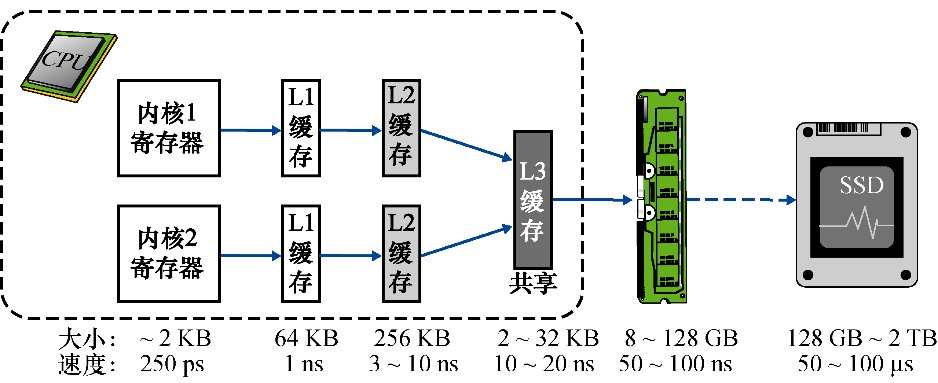 CPU
内核1
寄存器
L1
缓存
L2
缓存
内核2
寄存器
L1
缓存
L2
缓存
L3
缓存
共享
SSD
大小: ~ 2 KB 64 KB 256 KB 2 ~ 32 KB 8 ~ 128 GB 128 GB ~ 2 TB
速度: 250 ps 1 ns 3 ~ 10 ns 10 ~ 20 ns 50 ~ 100 ns 50 ~ 100 μs